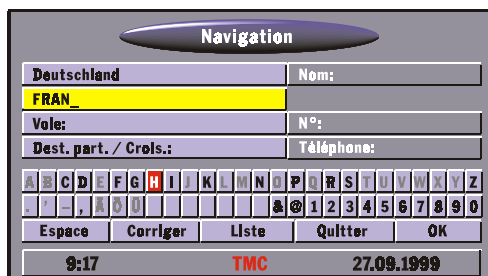 Navigation
Deutschland Nom:
FRAN_
Voie: N°:
Dest. part. / Crois.: Téléphone:
A B C D E F G H I J K L M N O P Q R S T U V W X Y Z
. ' – , Ä Ö Ü & @ 1 2 3 4 5 6 7 8 9 0
Espace Corriger Liste Quitter OK
9:17 TMC 27.09.1999